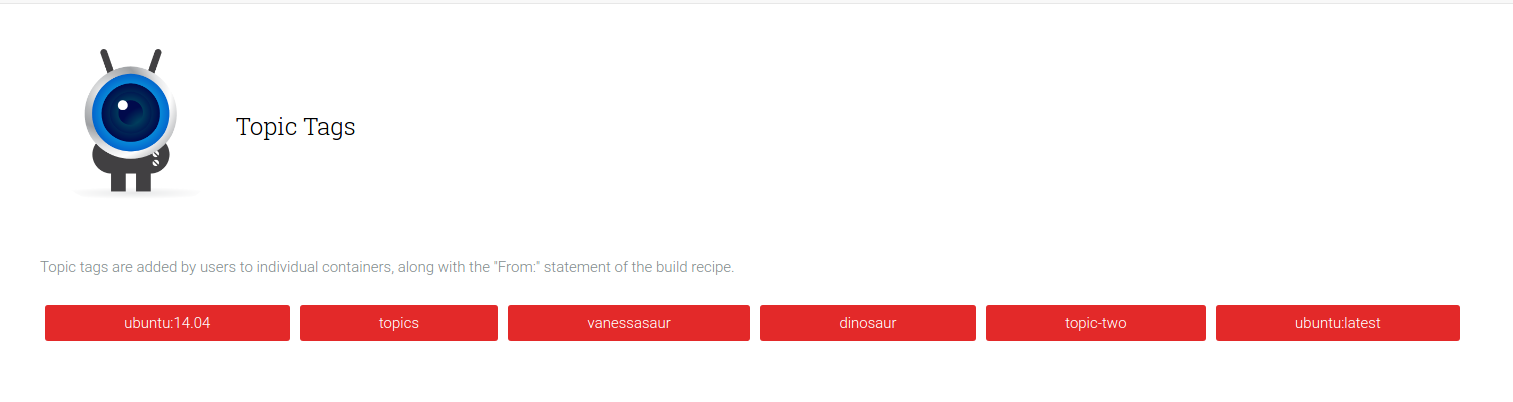 Topic Tags
Topic tags are added by users to individual containers, along with the "From:" statement of the build recipe.
ubuntu:14.04 topics vanessasaur dinosaur topic-two ubuntu:latest